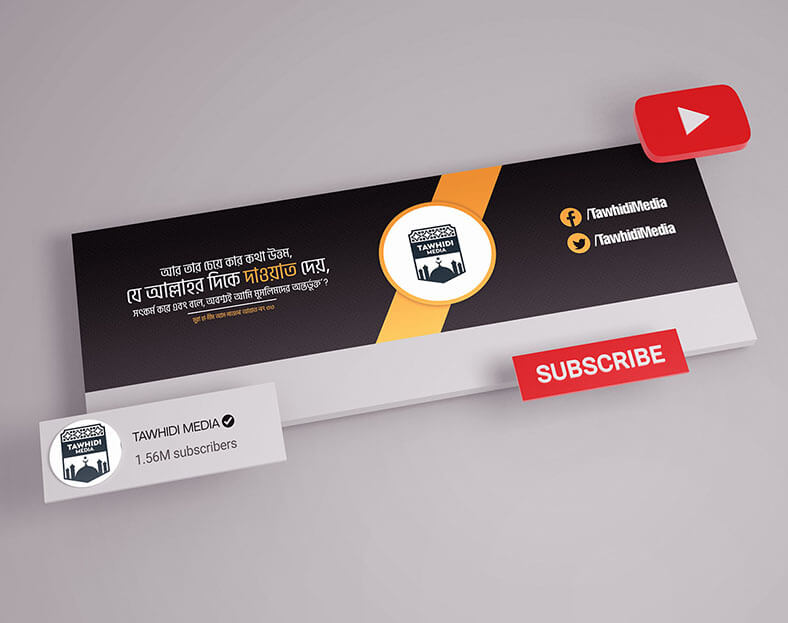 আর তার চেয়ে কার কথা উত্তম,
যে আল্লাহর দিকে দাওয়াত দেয়,
সৎকর্ম করে এবং বলে, অবশ্যই আমি মুসলিমদের অন্তর্ভুক্ত’?
TAWHIDI
MEDIA
/TawhidiMedia
/TawhidiMedia
SUBSCRIBE
TAWHIDI
MEDIA
TAWHIDI MEDIA
1.56M subscribers